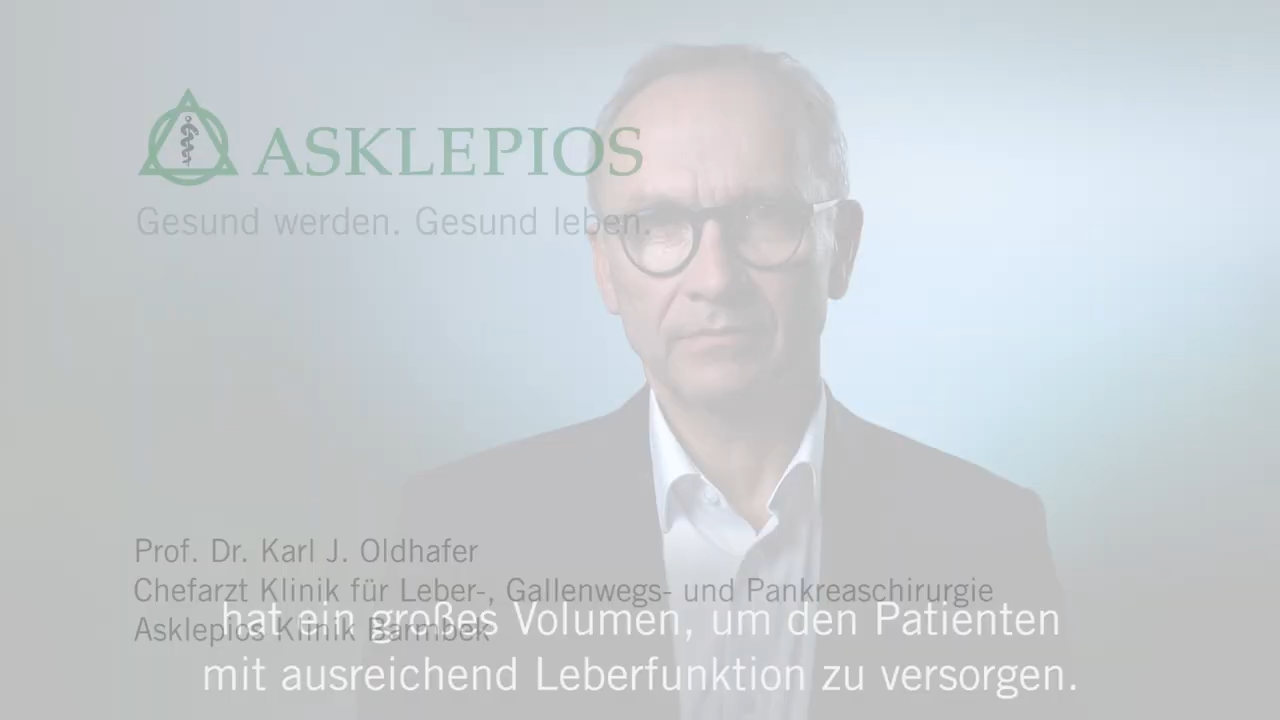 ASKLEPIOS
Gesund werden. Gesund leben.
Prof. Dr. Karl J. Oldhafer
Chefarzt Klinik für Leber-, Gallenwegs- und Pankreaschirurgie
Asklepios Klinik Barmbek
hat ein großes Volumen, um den Patienten
mit ausreichend Leberfunktion zu versorgen.